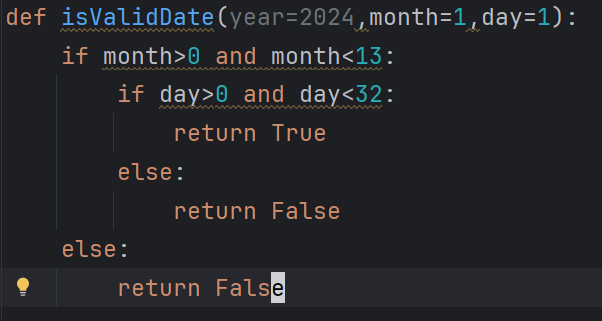 def isValidDate(year=2024,month=1,day=1):
    if month>0 and month<13:
        if day>0 and day<32:
            return True
        else:
            return False
    else:
        return False